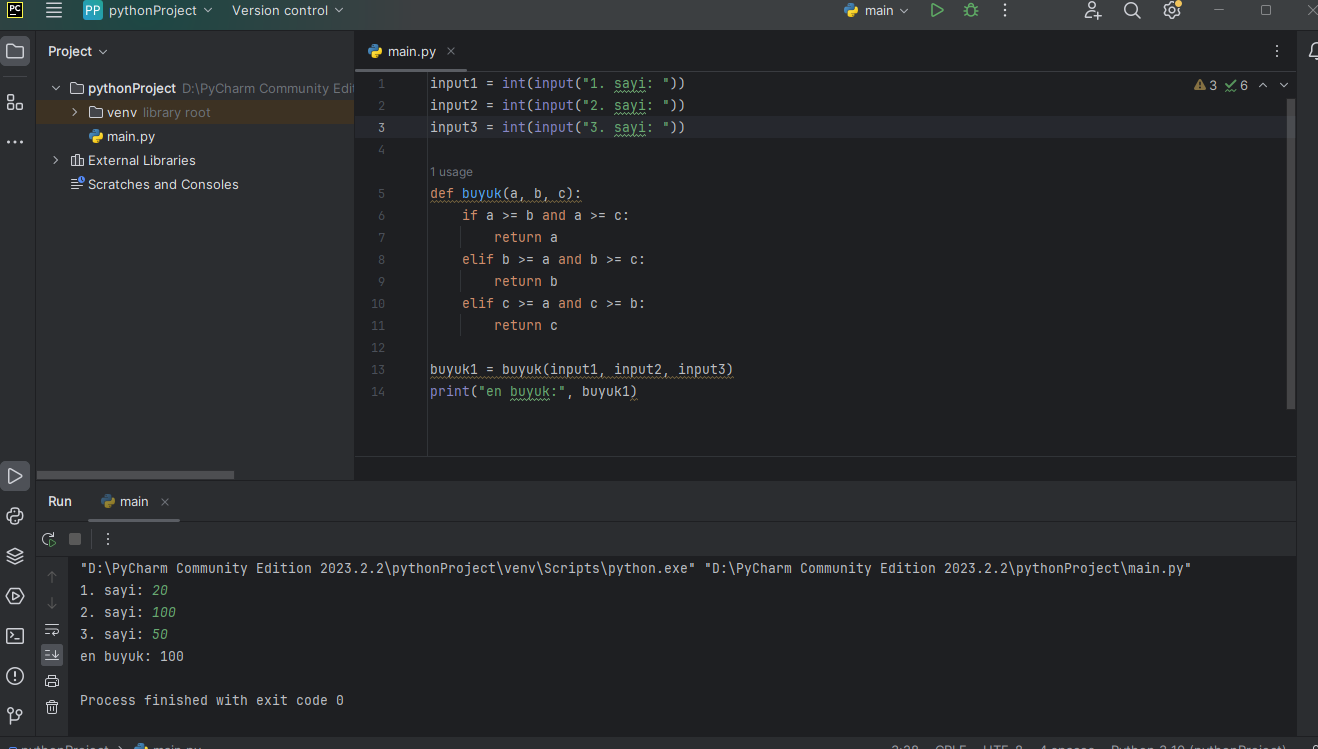 PC PP pythonProject Version control main
Project
main.py
pythonProject D:\PyCharm Community Edi
venv library root
main.py
External Libraries
Scratches and Consoles
3 6
1 input1 = int(input("1. sayi: "))
2 input2 = int(input("2. sayi: "))
3 input3 = int(input("3. sayi: "))
4
1 usage
5 def buyuk(a, b, c):
6 if a >= b and a >= c:
7 return a
8 elif b >= a and b >= c:
9 return b
10 elif c >= a and c >= b:
11 return c
12
13 buyuk1 = buyuk(input1, input2, input3)
14 print("en buyuk:", buyuk1)
Run main
"D:\PyCharm Community Edition 2023.2.2\pythonProject\venv\Scripts\python.exe" "D:\PyCharm Community Edition 2023.2.2\pythonProject\main.py"
1. sayi: 20
2. sayi: 100
3. sayi: 50
en buyuk: 100
Process finished with exit code 0
pythonProject main.py